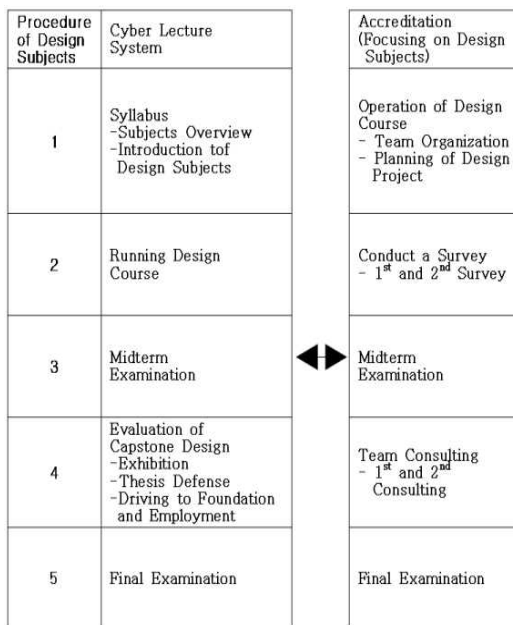 Procedure
of Design
Subjects
Cyber Lecture
System
Accreditation
(Focusing on Design
Subjects)
1
Syllabus
-Subjects Overview
-Introduction tof
Design Subjects
Operation of Design
Course
- Team Organization
- Planning of Design
Project
2
Running Design
Course
Conduct a Survey
- 1st and 2nd Survey
3
Midterm
Examination
Midterm
Examination
4
Evaluation of
Capstone Design
-Exhibition
-Thesis Defense
-Driving to Foundation
and Employment
Team Consulting
- 1st and 2nd
Consulting
5
Final Examination
Final Examination